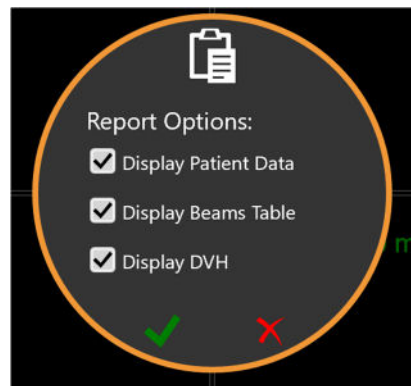 Report Options:
Display Patient Data
Display Beams Table
Display DVH
m